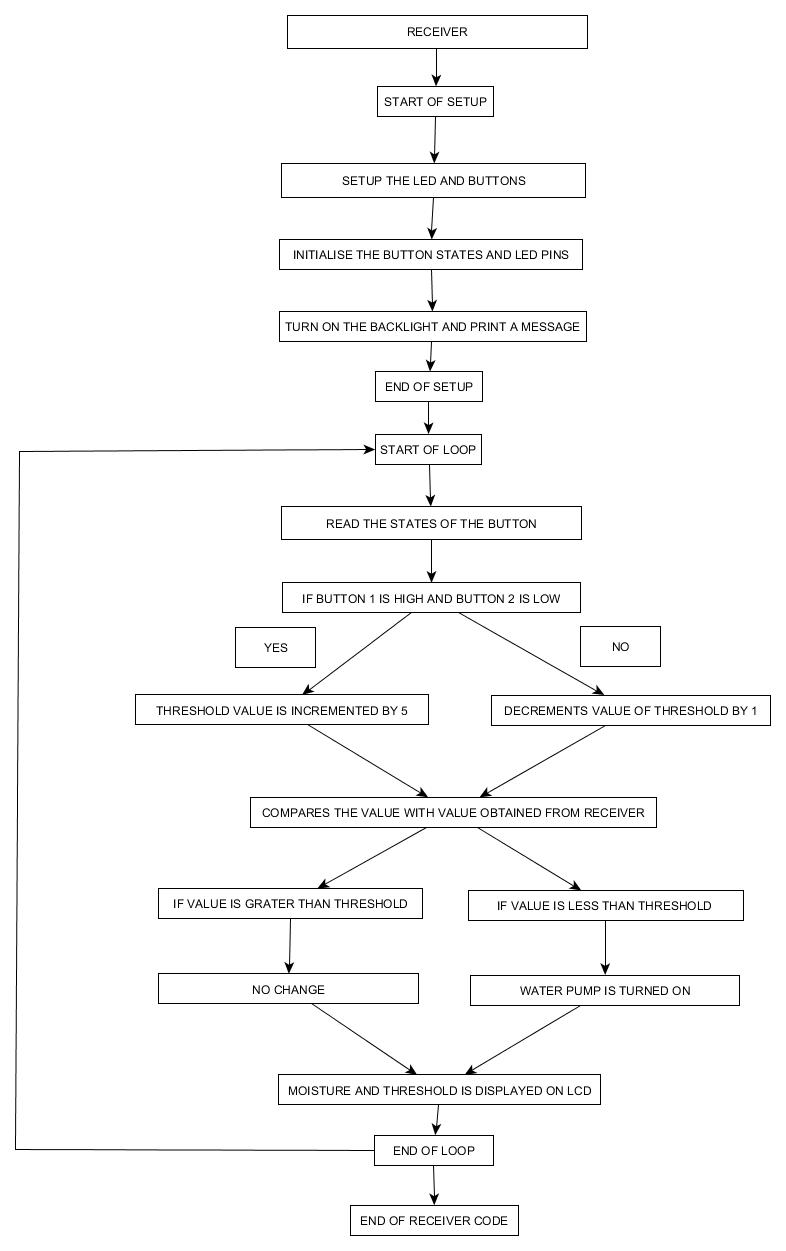 RECEIVER
START OF SETUP
SETUP THE LED AND BUTTONS
INITIALISE THE BUTTON STATES AND LED PINS
TURN ON THE BACKLIGHT AND PRINT A MESSAGE
END OF SETUP
START OF LOOP
READ THE STATES OF THE BUTTON
IF BUTTON 1 IS HIGH AND BUTTON 2 IS LOW
YES
NO
THRESHOLD VALUE IS INCREMENTED BY 5
DECREMENTS VALUE OF THRESHOLD BY 1
COMPARES THE VALUE WITH VALUE OBTAINED FROM RECEIVER
IF VALUE IS GRATER THAN THRESHOLD
IF VALUE IS LESS THAN THRESHOLD
NO CHANGE
WATER PUMP IS TURNED ON
MOISTURE AND THRESHOLD IS DISPLAYED ON LCD
END OF LOOP
END OF RECEIVER CODE